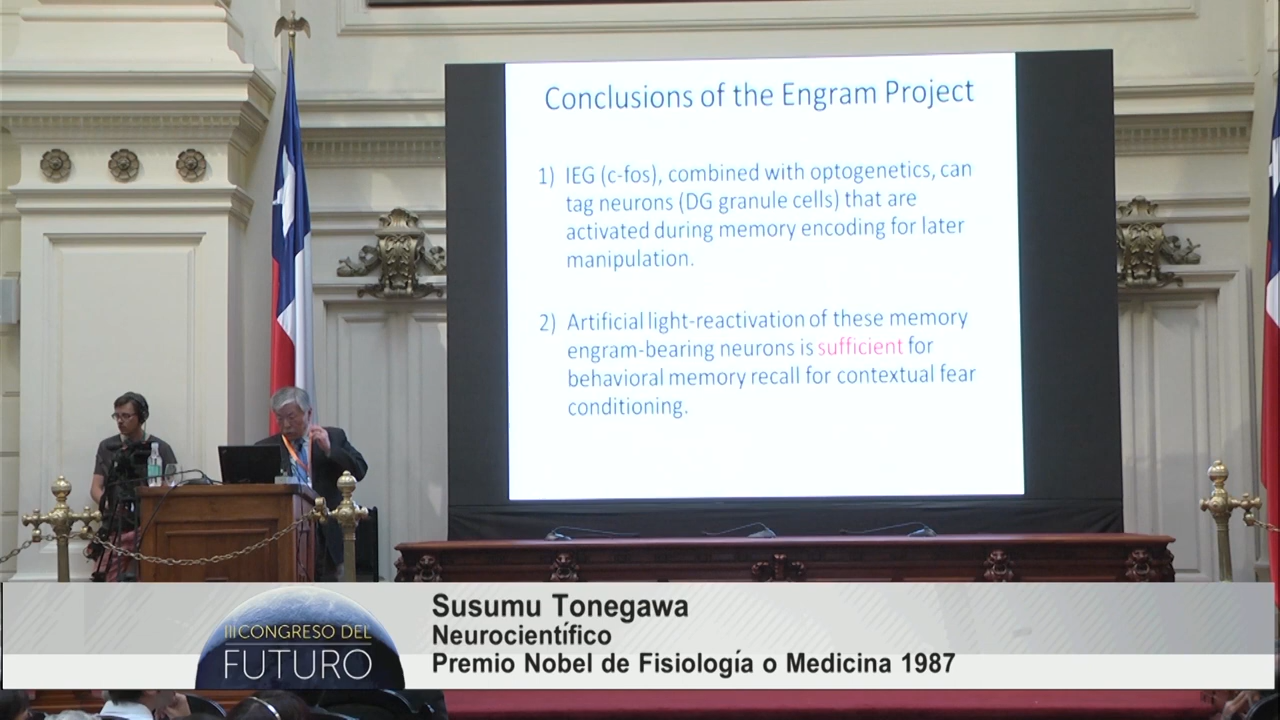 Conclusions of the Engram Project
1) IEG (c-fos), combined with optogenetics, can
tag neurons (DG granule cells) that are
activated during memory encoding for later
manipulation.
2) Artificial light-reactivation of these memory
engram-bearing neurons is sufficient for
behavioral memory recall for contextual fear
conditioning.
III CONGRESO DEL
FUTURO
Susumu Tonegawa
Neurocientífico
Premio Nobel de Fisiología o Medicina 1987